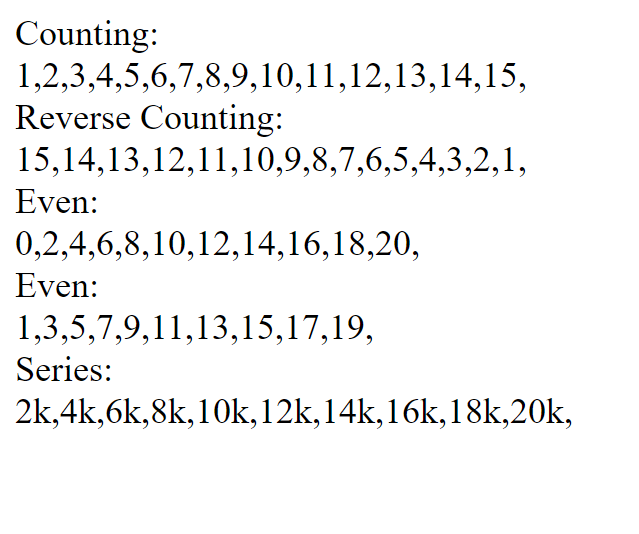 Counting:
1,2,3,4,5,6,7,8,9,10,11,12,13,14,15,
Reverse Counting:
15,14,13,12,11,10,9,8,7,6,5,4,3,2,1,
Even:
0,2,4,6,8,10,12,14,16,18,20,
Even:
1,3,5,7,9,11,13,15,17,19,
Series:
2k,4k,6k,8k,10k,12k,14k,16k,18k,20k,